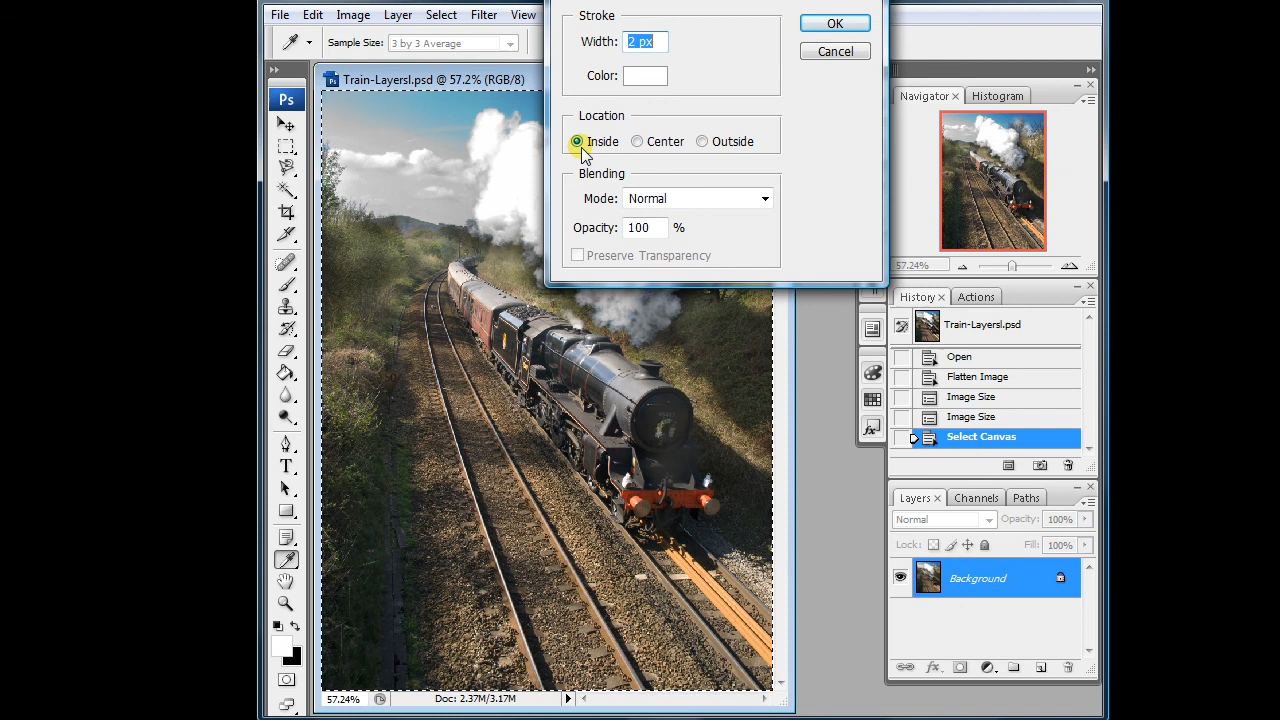 File Edit Image Layer Select Filter View
Sample Size: 3 by 3 Average
Ps
Train-Layersl.psd @ 57.2% (RGB/8)
Stroke
Width: 2 px
Color:
OK
Cancel
Location
Inside Center Outside
Blending
Mode: Normal
Opacity: 100 %
Preserve Transparency
Navigator Histogram
57.24%
History Actions
Train-Layersl.psd
Open
Flatten Image
Image Size
Image Size
Select Canvas
Layers Channels Paths
Normal Opacity: 100%
Lock: Fill: 100%
Background
57.24% Doc: 2.37M/3.17M